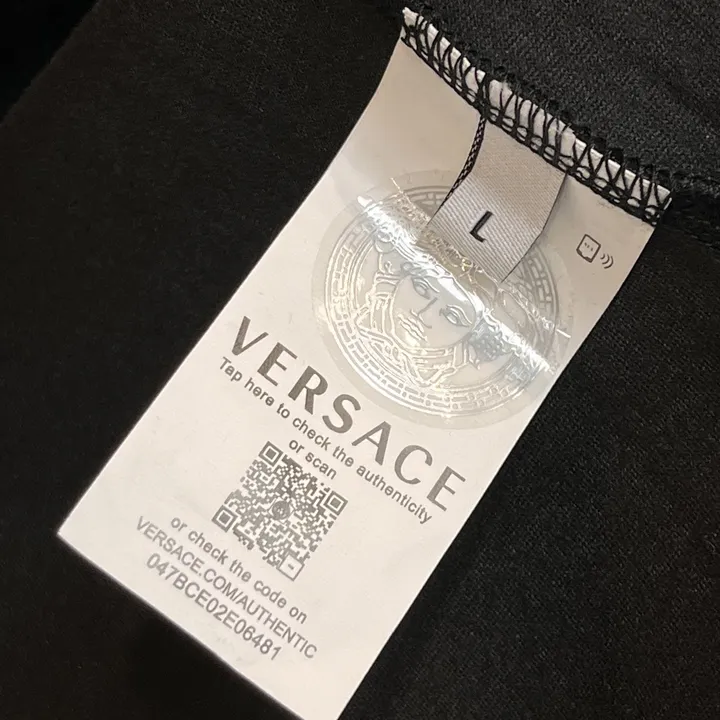 L
VERSACE
Tap here to check the authenticity
or scan
or check the code on
VERSACE.COM/AUTHENTIC
047BCE02E06481